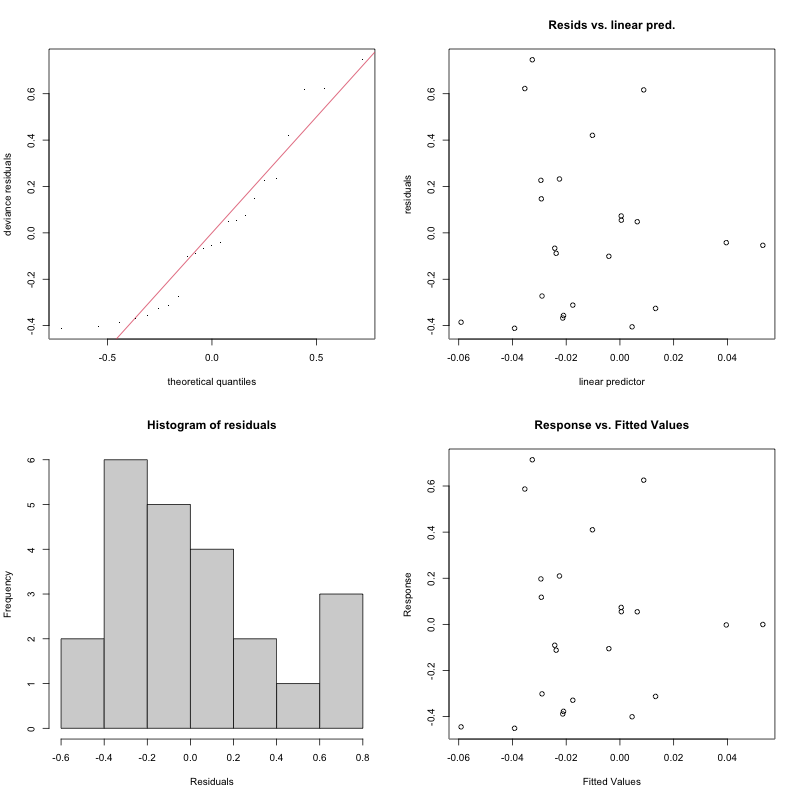 deviance residuals
0.6
0.4
0.2
0.0
-0.2
-0.4
-0.5 0.0 0.5
theoretical quantiles
Resids vs. linear pred.
residuals
0.6
0.4
0.2
0.0
-0.2
-0.4
-0.06 -0.04 -0.02 0.00 0.02 0.04
linear predictor
Histogram of residuals
Frequency
6
5
4
3
2
1
0
-0.6 -0.4 -0.2 0.0 0.2 0.4 0.6 0.8
Residuals
Response vs. Fitted Values
Response
0.6
0.4
0.2
0.0
-0.2
-0.4
-0.06 -0.04 -0.02 0.00 0.02 0.04
Fitted Values